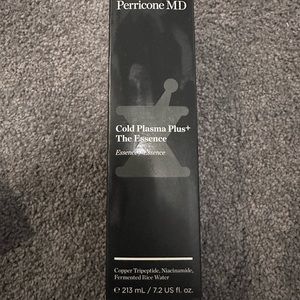 Perricone MD
Cold Plasma Plus+
The Essence
Essence / Essence
Copper Tripeptide, Niacinamide,
Fermented Rice Water
℮ 213 mL / 7.2 US fl. oz.